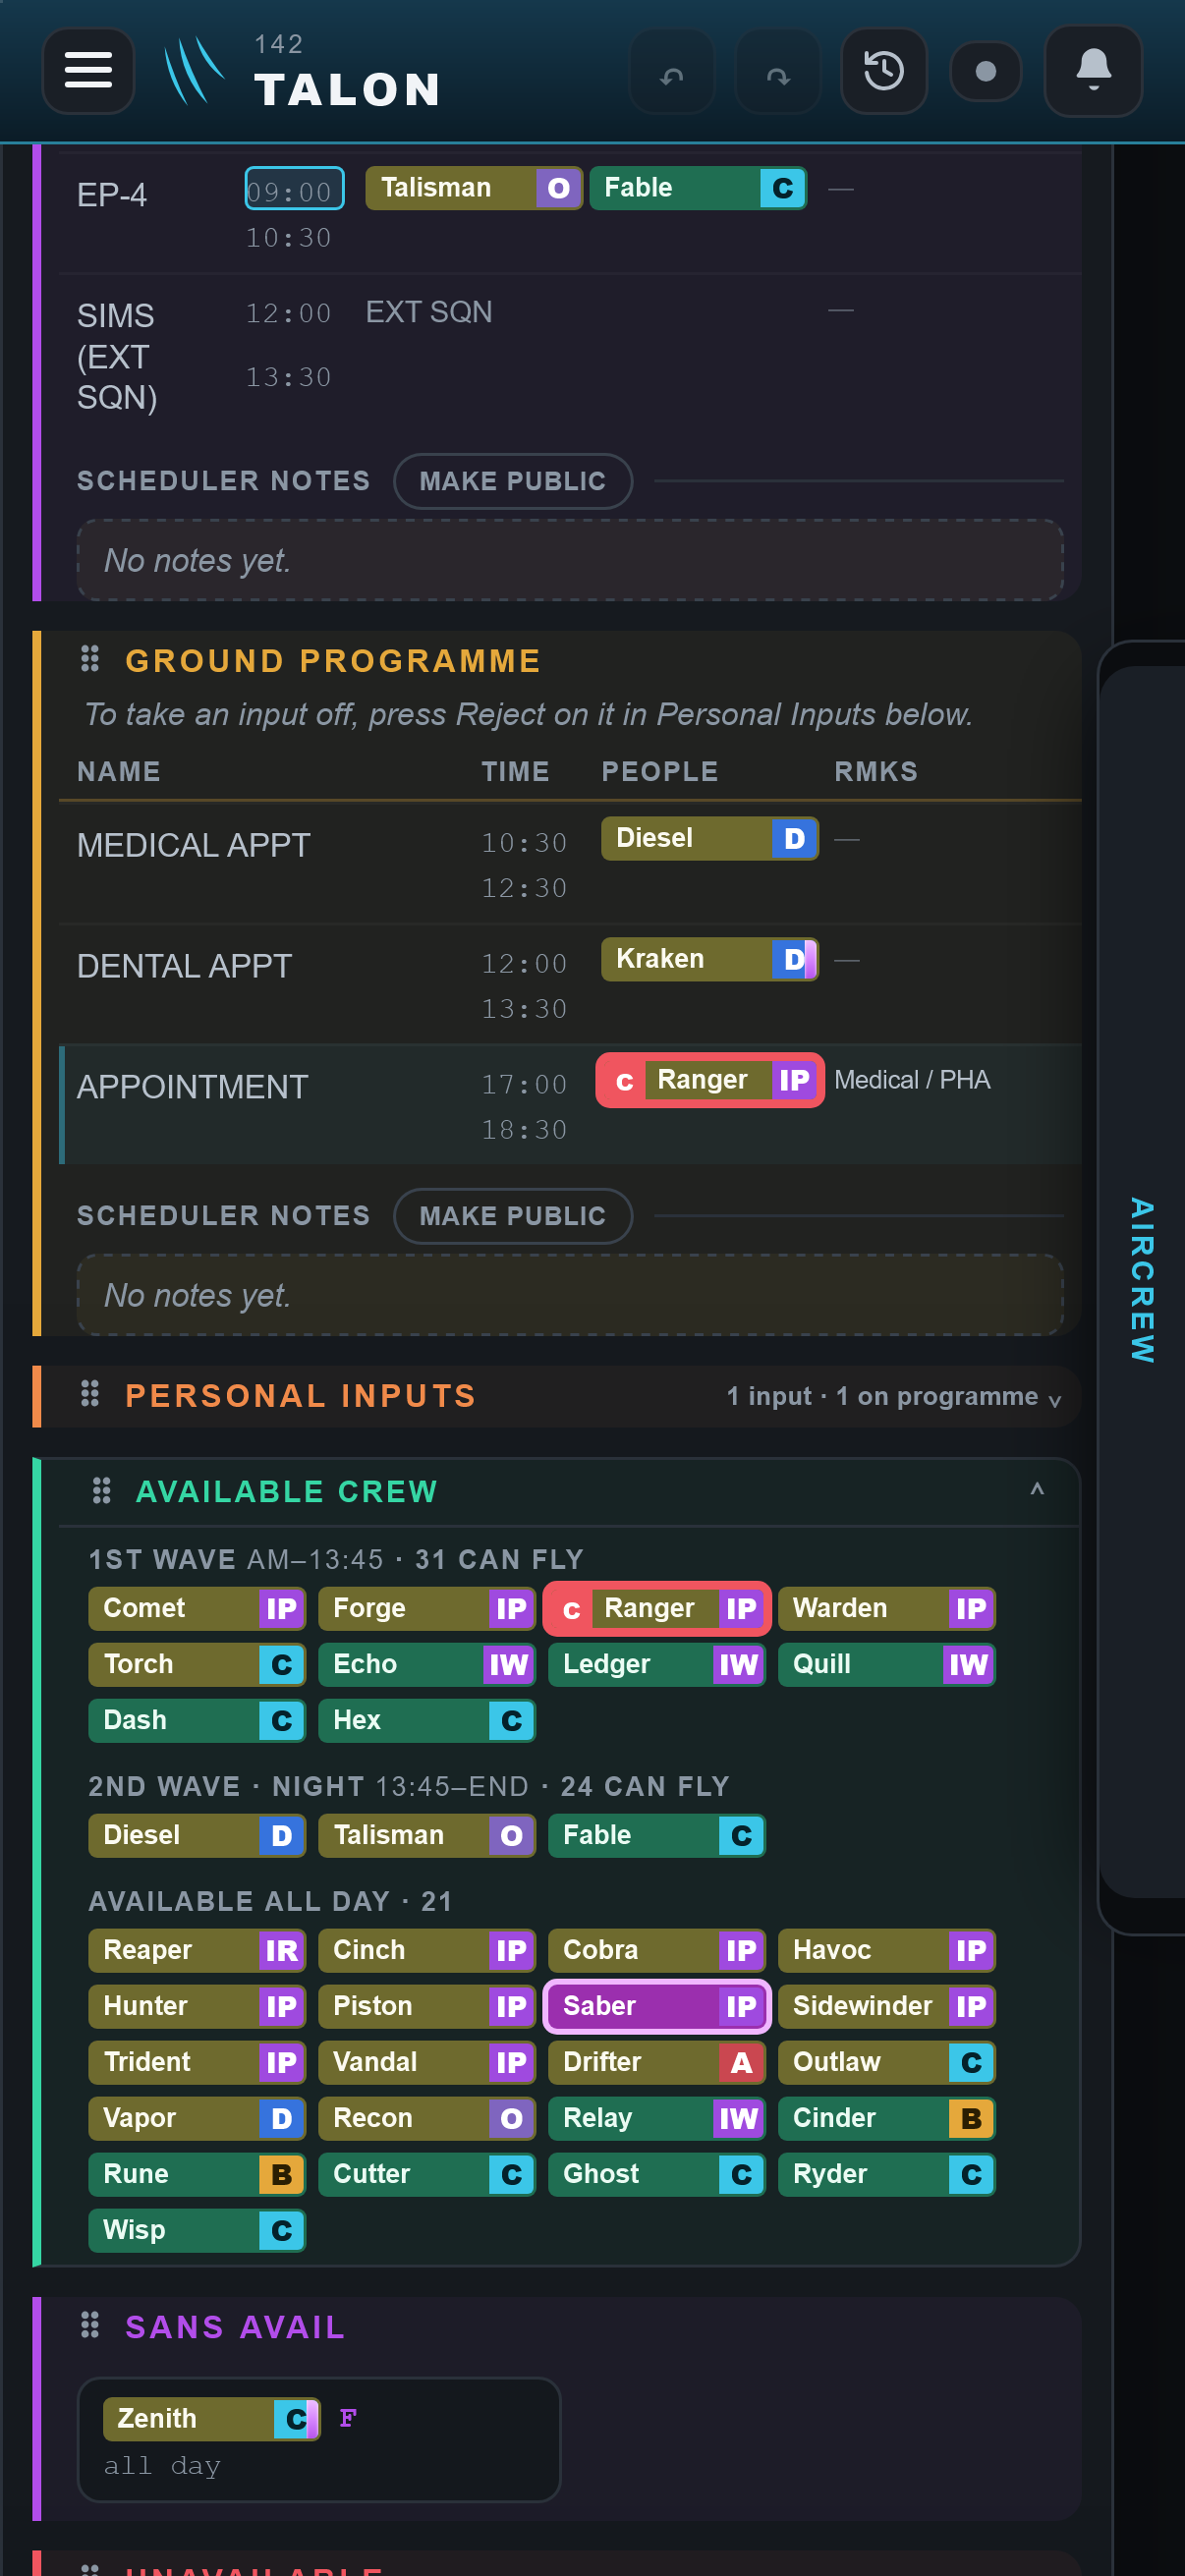 142
TALON
EP-4 09:00 Talisman O Fable C —
10:30
SIMS (EXT SQN) 12:00 EXT SQN —
13:30
SCHEDULER NOTES MAKE PUBLIC
No notes yet.
GROUND PROGRAMME
To take an input off, press Reject on it in Personal Inputs below.
NAME TIME PEOPLE RMKS
MEDICAL APPT 10:30 Diesel D —
12:30
DENTAL APPT 12:00 Kraken D —
13:30
APPOINTMENT 17:00 c Ranger IP Medical / PHA
18:30
SCHEDULER NOTES MAKE PUBLIC
No notes yet.
PERSONAL INPUTS 1 input · 1 on programme
AVAILABLE CREW
1ST WAVE AM–13:45 · 31 CAN FLY
Comet IP Forge IP c Ranger IP Warden IP
Torch C Echo IW Ledger IW Quill IW
Dash C Hex C
2ND WAVE · NIGHT 13:45–END · 24 CAN FLY
Diesel D Talisman O Fable C
AVAILABLE ALL DAY · 21
Reaper IR Cinch IP Cobra IP Havoc IP
Hunter IP Piston IP Saber IP Sidewinder IP
Trident IP Vandal IP Drifter A Outlaw C
Vapor D Recon O Relay IW Cinder B
Rune B Cutter C Ghost C Ryder C
Wisp C
SANS AVAIL
Zenith C F
all day
UNAVAILABLE
AIRCREW